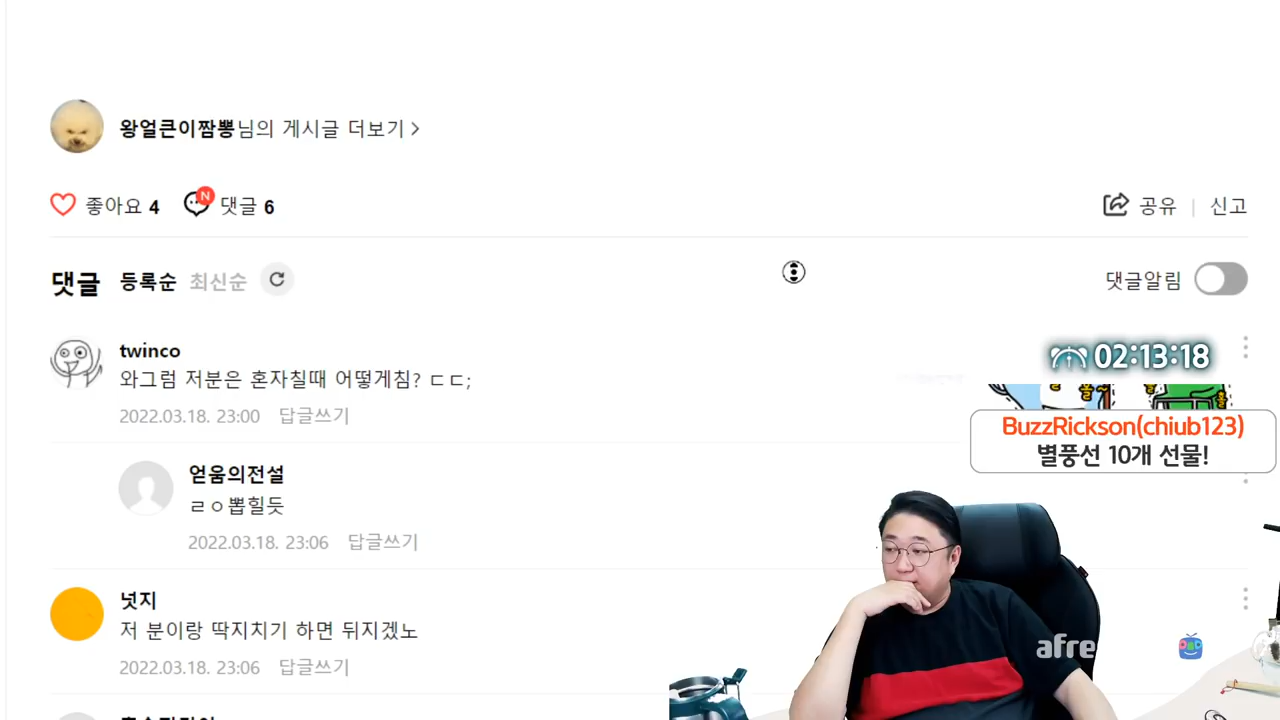 왕얼큰이짬뽕님의 게시글 더보기 >
좋아요 4 N 댓글 6
공유 | 신고
댓글 등록순 최신순
댓글알림
twinco
와그럼 저분은 혼자칠때 어떻게침? ㄷㄷ;
2022.03.18. 23:00 답글쓰기
02:13:18
BuzzRickson(chiub123)
별풍선 10개 선물!
얻움의전설
ㄹㅇ뽑힐듯
2022.03.18. 23:06 답글쓰기
넛지
저 분이랑 딱지치기 하면 뒤지겠노
2022.03.18. 23:06 답글쓰기
afre